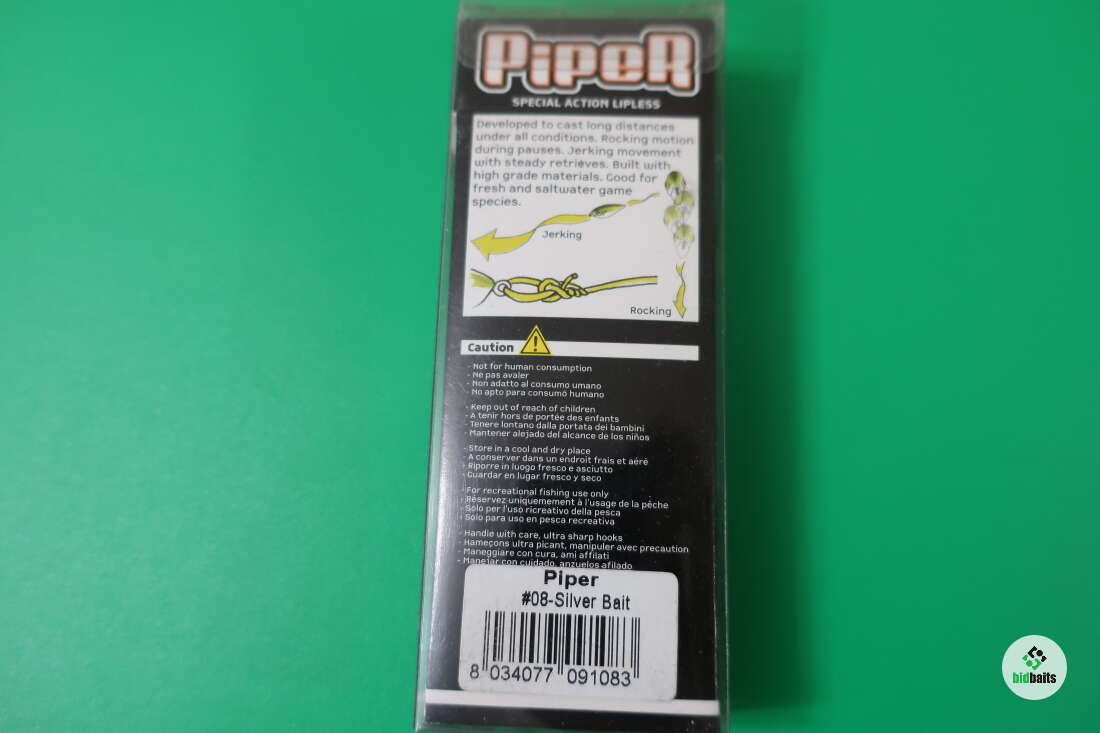 PipeR
SPECIAL ACTION LIPLESS
Developed to cast long distances
under all conditions. Rocking motion
during pauses. Jerking movement
with steady retrieves. Built with
high grade materials. Good for
fresh and saltwater game
species.
Jerking
Rocking
Caution
- Not for human consumption
- Ne pas avaler
- Non adatto al consumo umano
- No apto para consumó humano
- Keep out of reach of children
- A tenir hors de portée des enfants
- Tenere lontano dalla portata dei bambini
- Mantener alejado del alcance de los niños
- Store in a cool and dry place
- A conserver dans un endroit frais et aéré
- Riporre in luogo fresco e asciutto
- Guardar en lugar fresco y seco
- For recreational fishing use only
- Réservez uniquemement à l'usage de la pêche
- Solo per l'uso ricreativo della pesca
- Solo para uso en pesca recreativa
- Handle with care, ultra sharp hooks
- Hameçons ultra picant, manipuler avec precaution
- Maneggiare con cura, ami affilati
- Manejar con cuidado, anzuelos afilado
Piper
#08-Silver Bait
8 034077 091083
bidbaits